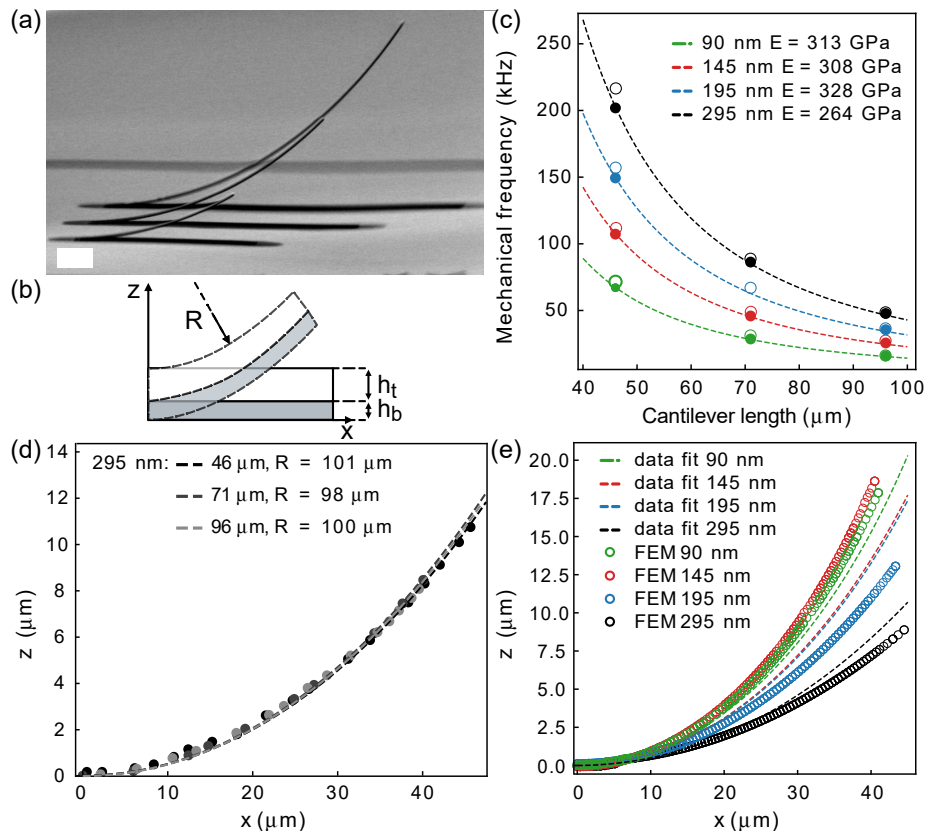 (a)
(b)
z
R
h_t
h_b
x
(c)
Mechanical frequency (kHz)
250
200
150
100
50
90 nm E = 313 GPa
145 nm E = 308 GPa
195 nm E = 328 GPa
295 nm E = 264 GPa
40 50 60 70 80 90 100
Cantilever length (μm)
(d)
z (μm)
14
12
10
8
6
4
2
0
295 nm: 46 μm, R = 101 μm
71 μm, R = 98 μm
96 μm, R = 100 μm
0 10 20 30 40
x (μm)
(e)
z (μm)
20.0
17.5
15.0
12.5
10.0
7.5
5.0
2.5
0.0
data fit 90 nm
data fit 145 nm
data fit 195 nm
data fit 295 nm
FEM 90 nm
FEM 145 nm
FEM 195 nm
FEM 295 nm
0 10 20 30 40
x (μm)